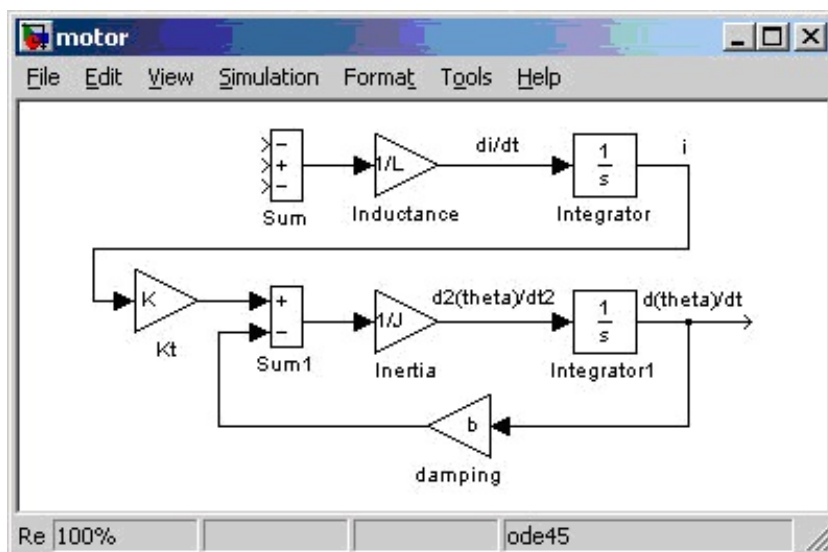 motor
File Edit View Simulation Format Tools Help
di/dt
i
−
+
−
1/L
1
s
Sum
Inductance
Integrator
K
+
−
1/J
d2(theta)/dt2
1
s
d(theta)/dt
Kt
Sum1
Inertia
Integrator1
b
damping
Re 100% ode45